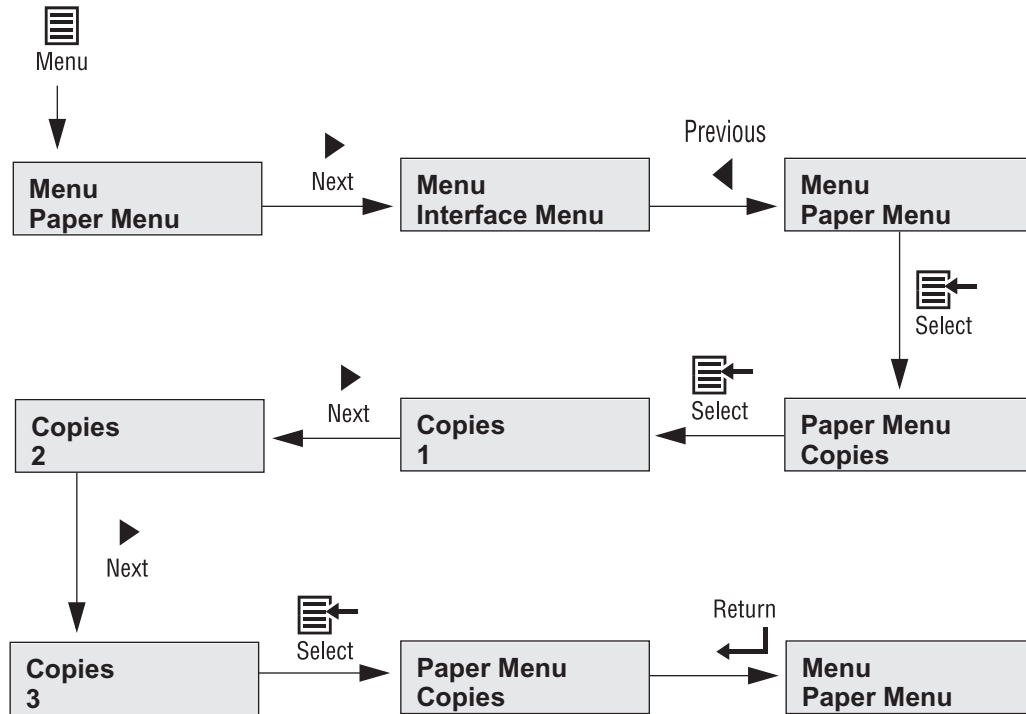 Menu
Menu
Paper Menu
Next
Menu
Interface Menu
Previous
Menu
Paper Menu
Select
Paper Menu
Copies
Select
Copies
1
Next
Copies
2
Next
Copies
3
Select
Paper Menu
Copies
Return
Menu
Paper Menu